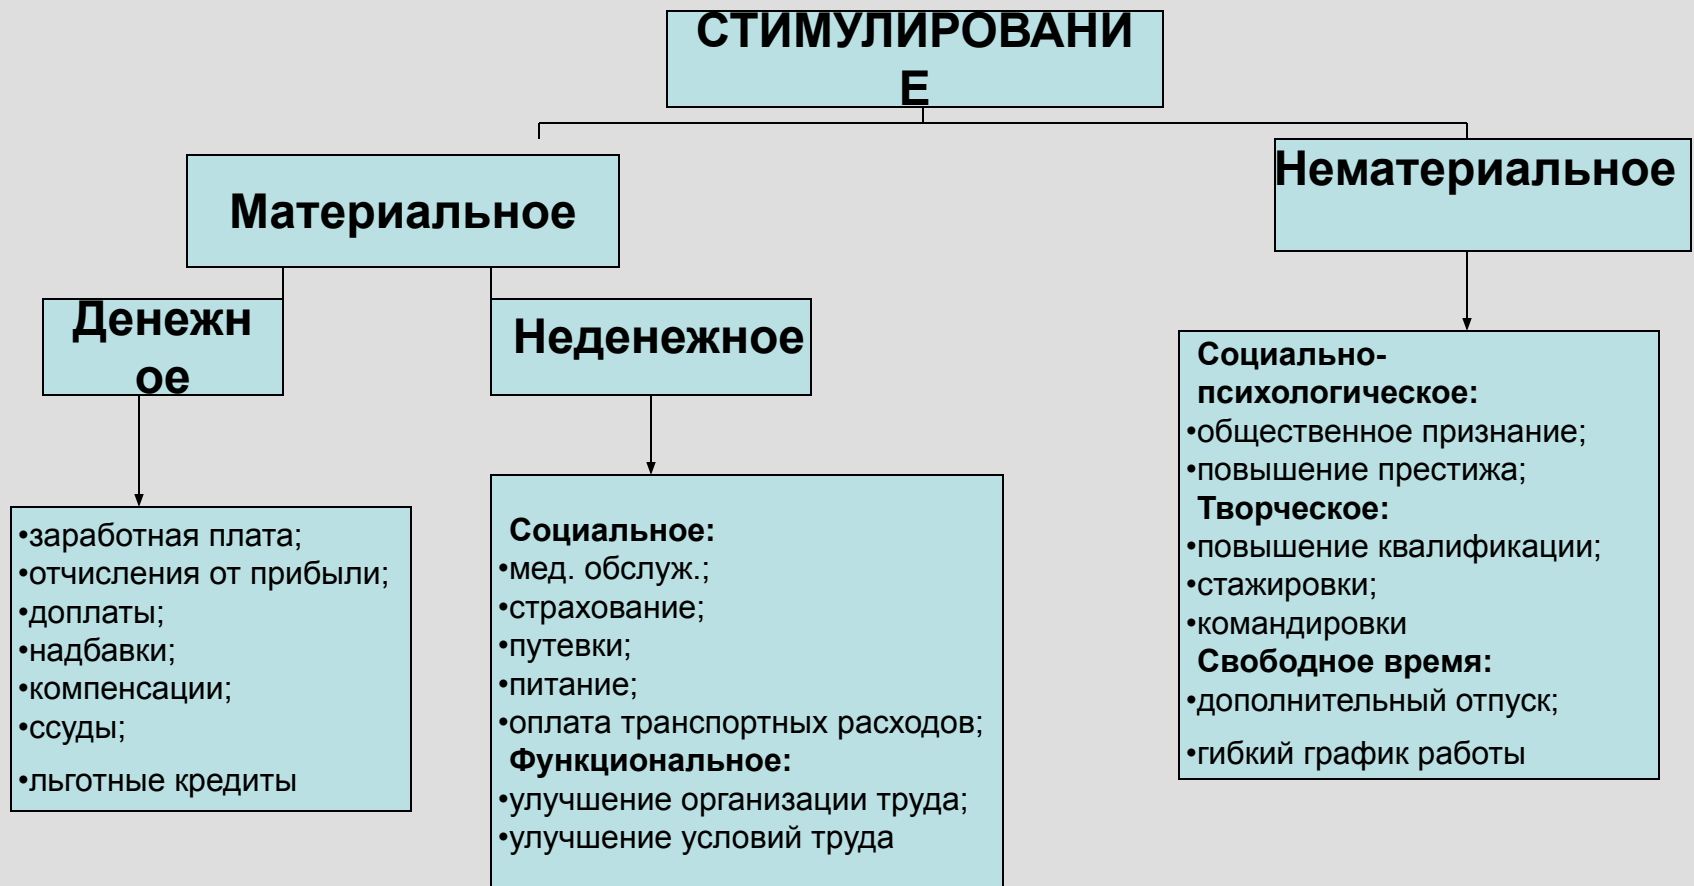 СТИМУЛИРОВАНИ
Е
Материальное
Нематериальное
Денежн
ое
Неденежное
•заработная плата;
•отчисления от прибыли;
•доплаты;
•надбавки;
•компенсации;
•ссуды;
•льготные кредиты
Социальное:
•мед. обслуж.;
•страхование;
•путевки;
•питание;
•оплата транспортных расходов;
Функциональное:
•улучшение организации труда;
•улучшение условий труда
Социально-
психологическое:
•общественное признание;
•повышение престижа;
Творческое:
•повышение квалификации;
•стажировки;
•командировки
Свободное время:
•дополнительный отпуск;
•гибкий график работы